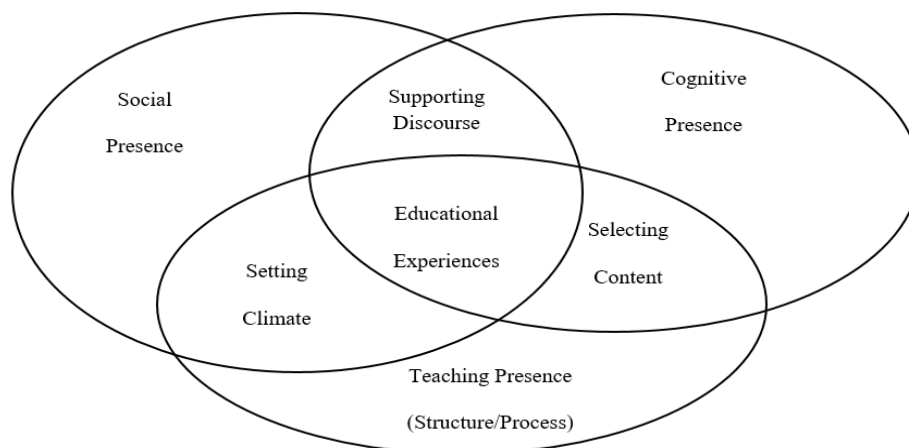 Social
Presence
Supporting
Discourse
Cognitive
Presence
Educational
Experiences
Selecting
Content
Setting
Climate
Teaching Presence
(Structure/Process)